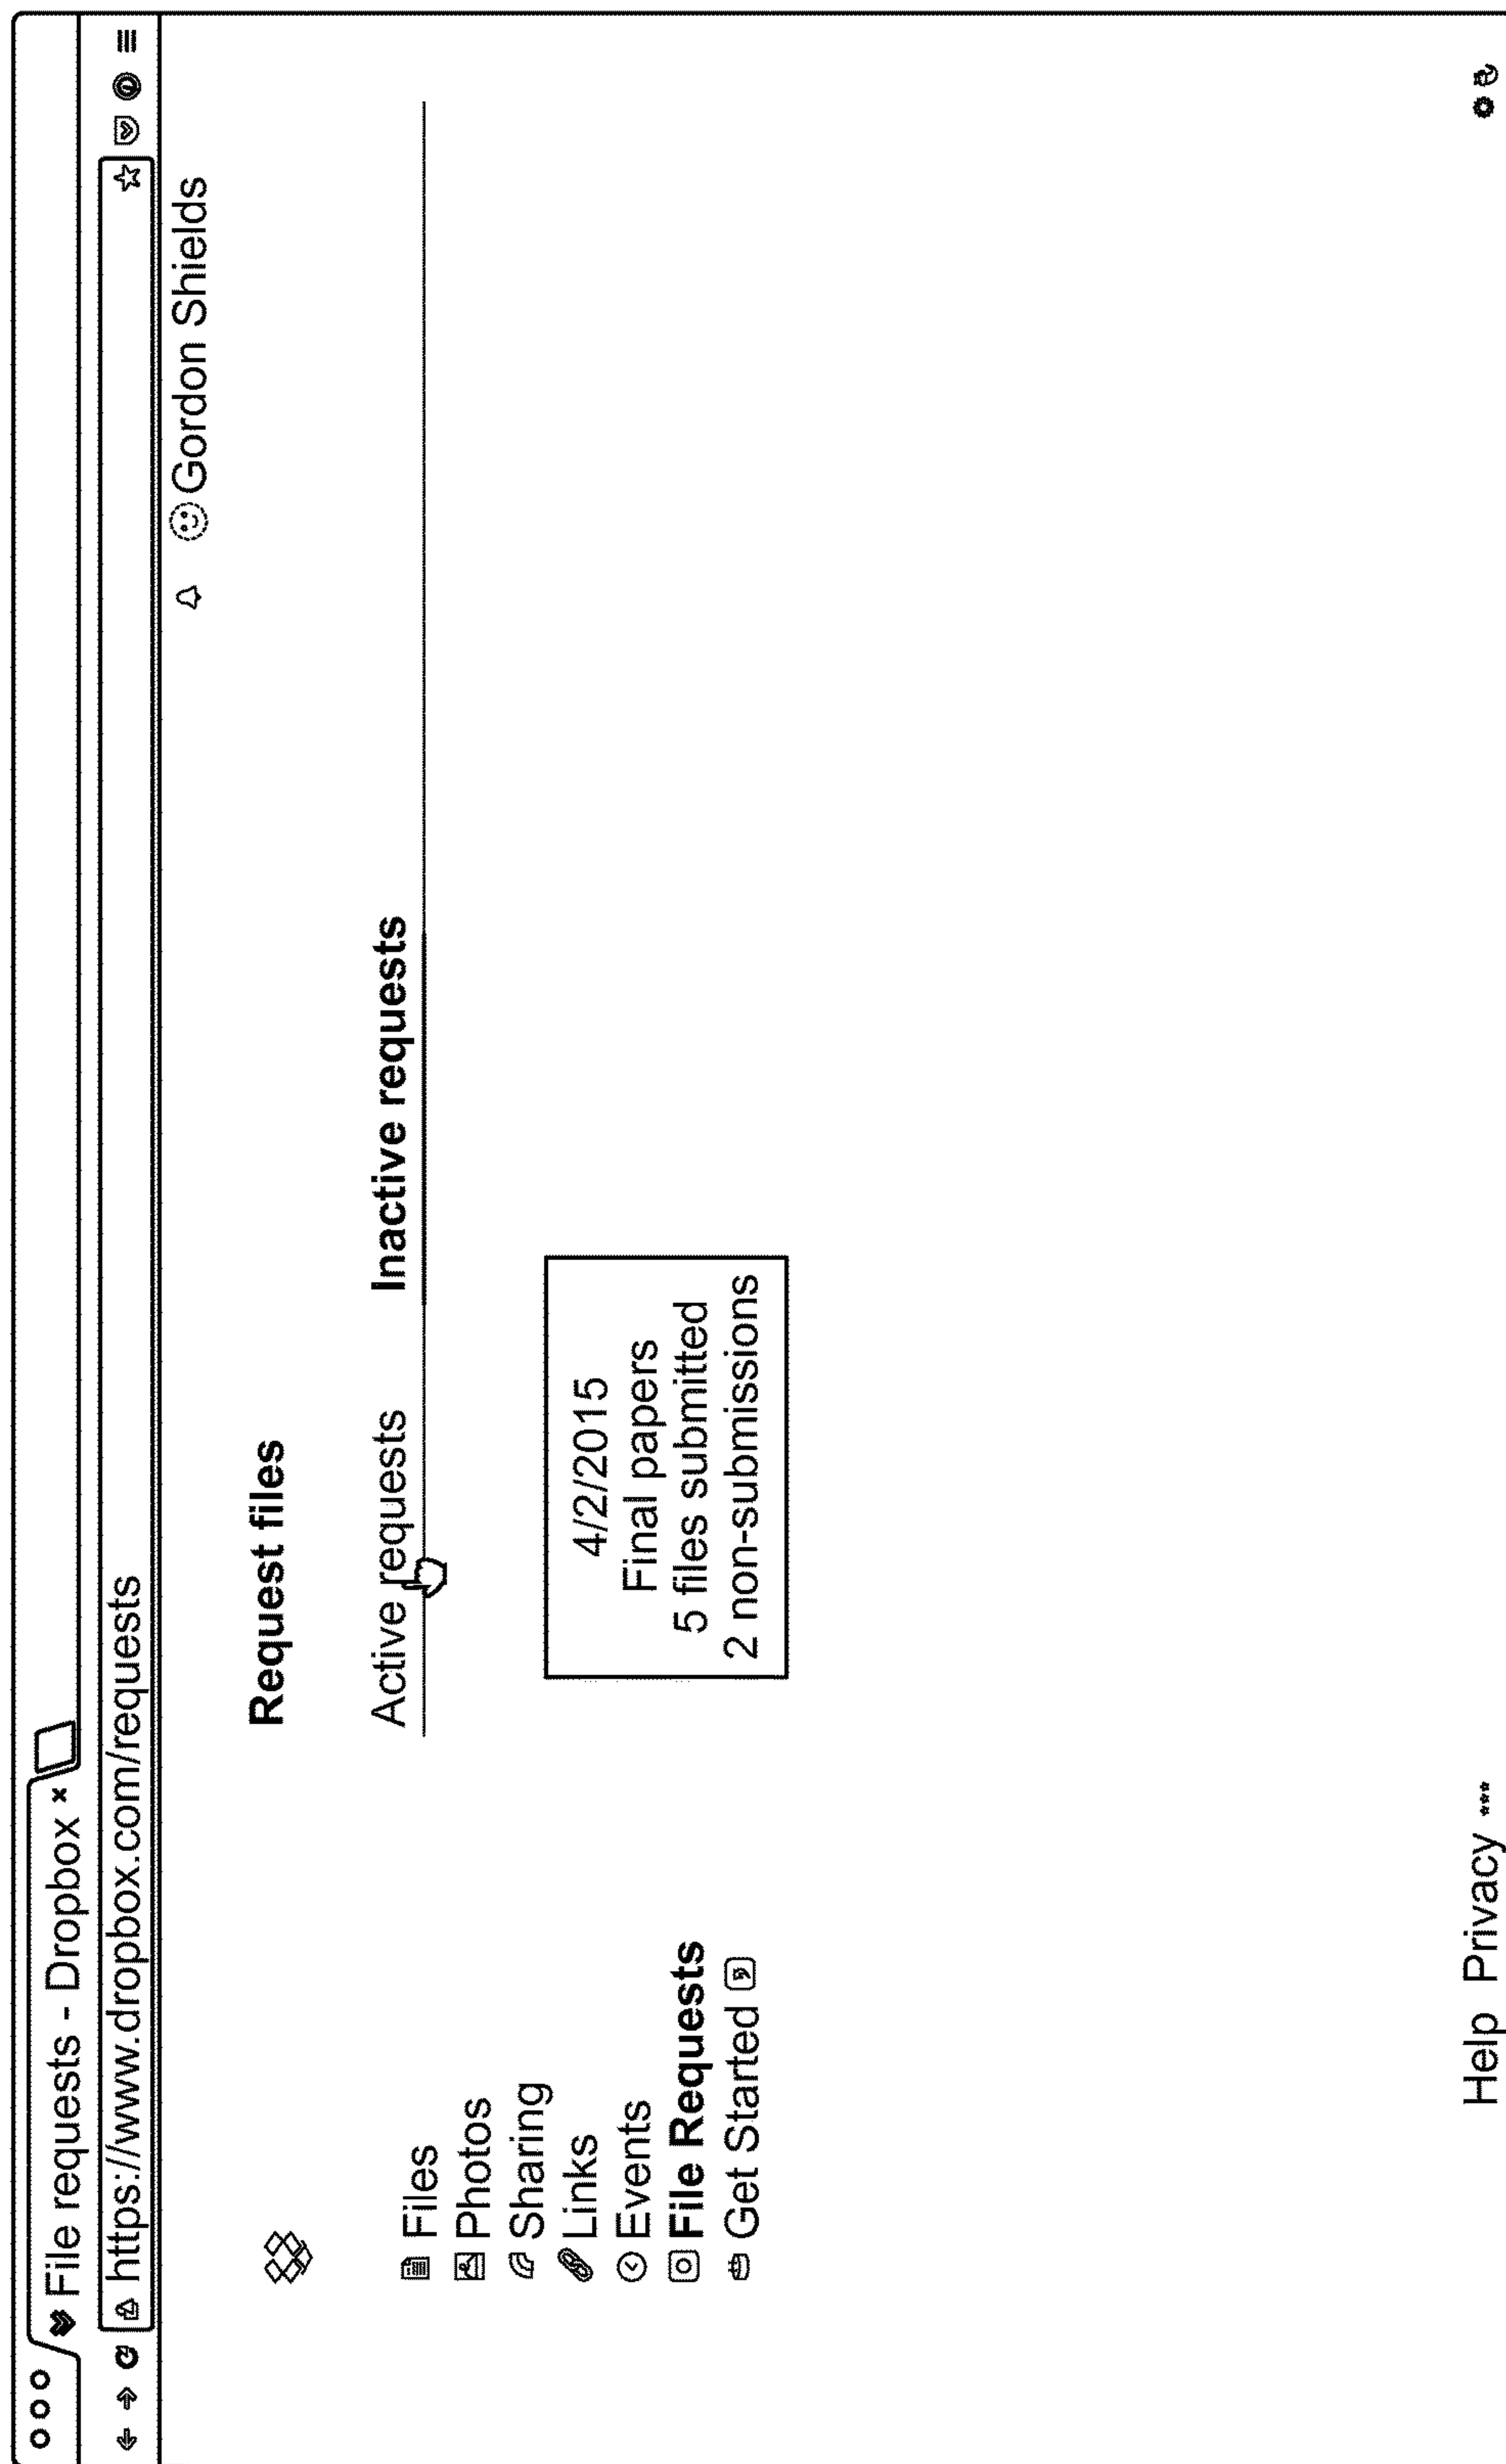 File requests - Dropbox ×
https://www.dropbox.com/requests
Gordon Shields
Request files
Active requests Inactive requests
Files
Photos
Sharing
Links
Events
File Requests
Get Started
4/2/2015
Final papers
5 files submitted
2 non-submissions
Help Privacy